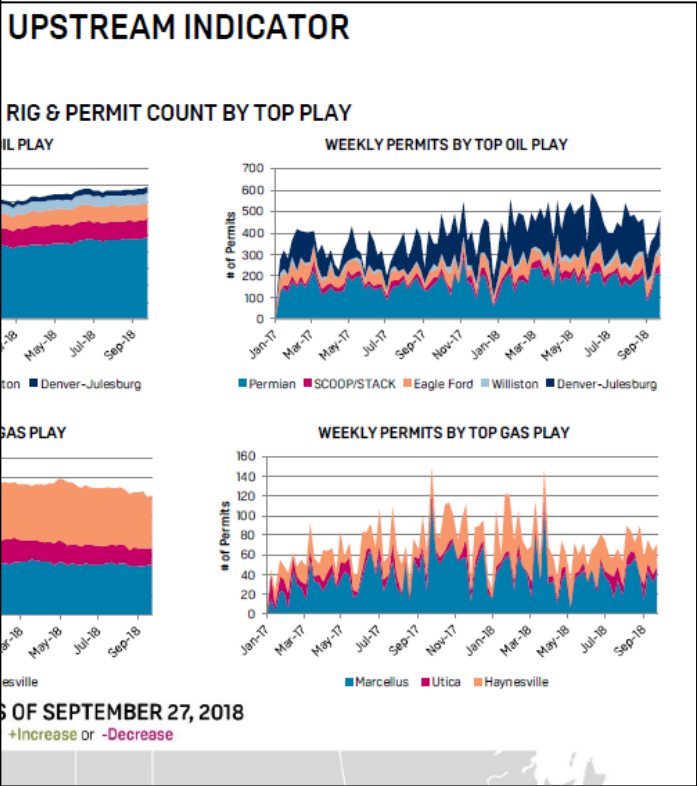 UPSTREAM INDICATOR
RIG & PERMIT COUNT BY TOP PLAY
IL PLAY
-18
May-18
Jul-18
Sep-18
ton Denver-Julesburg
WEEKLY PERMITS BY TOP OIL PLAY
# of Permits
700
600
500
400
300
200
100
0
Jan-17
Mar-17
May-17
Jul-17
Sep-17
Nov-17
Jan-18
Mar-18
May-18
Jul-18
Sep-18
Permian SCOOP/STACK Eagle Ford Williston Denver-Julesburg
GAS PLAY
ar-18
May-18
Jul-18
Sep-18
esville
WEEKLY PERMITS BY TOP GAS PLAY
# of Permits
160
140
120
100
80
60
40
20
0
Jan-17
Mar-17
May-17
Jul-17
Sep-17
Nov-17
Jan-18
Mar-18
May-18
Jul-18
Sep-18
Marcellus Utica Haynesville
S OF SEPTEMBER 27, 2018
+Increase or -Decrease